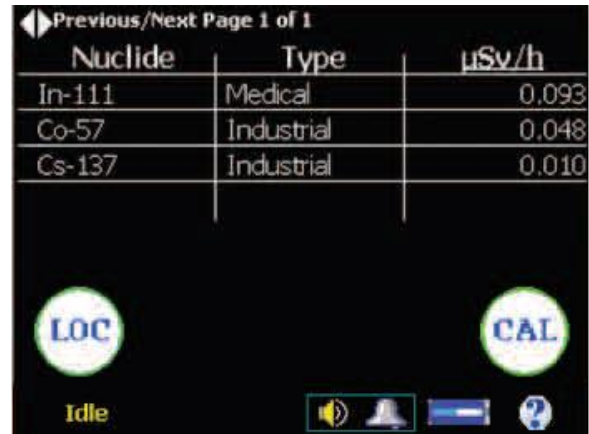 Previous/Next Page 1 of 1
Nuclide Type µSv/h
In-111 Medical 0.093
Co-57 Industrial 0.048
Cs-137 Industrial 0.010
LOC CAL
Idle ?